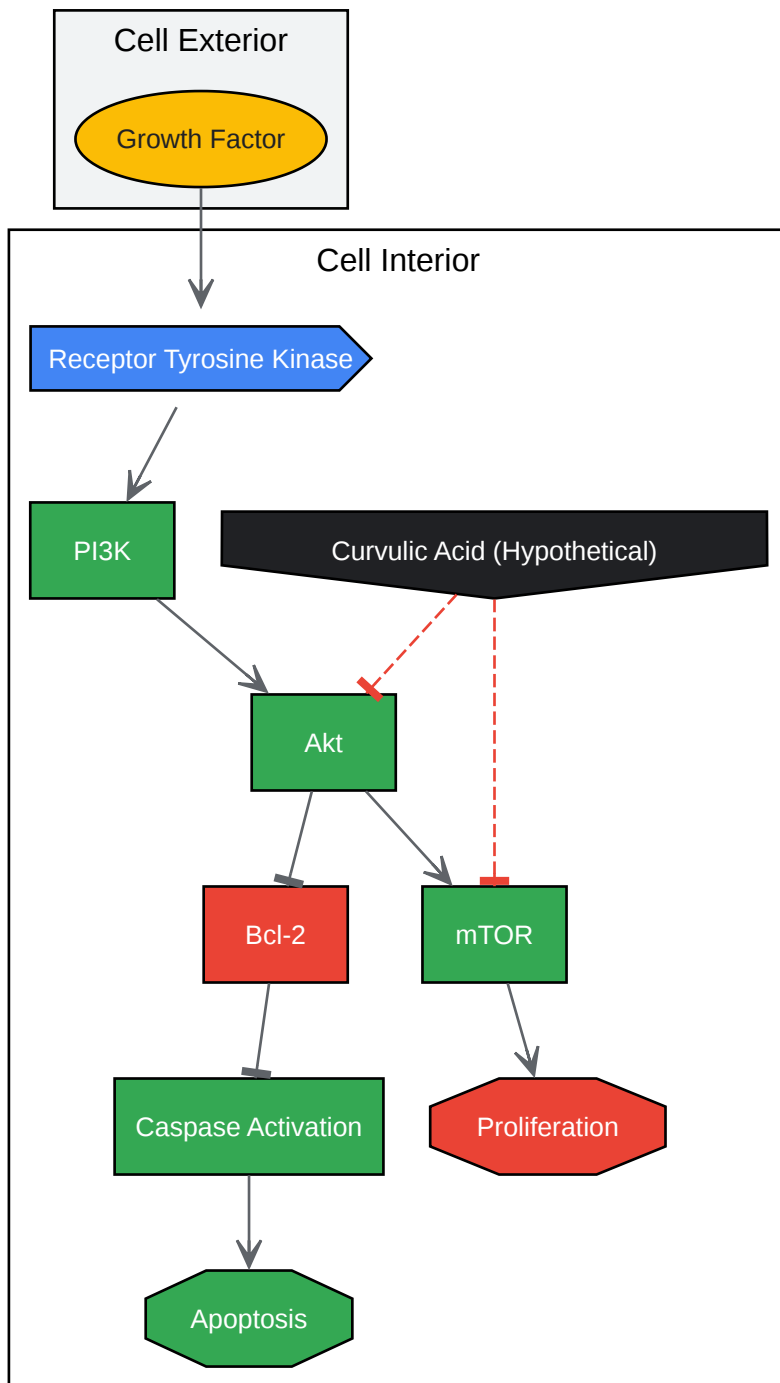 Cell Exterior
Growth Factor
Cell Interior
Receptor Tyrosine Kinase
PI3K
Curvulic Acid (Hypothetical)
Akt
Bcl-2
mTOR
Caspase Activation
Proliferation
Apoptosis